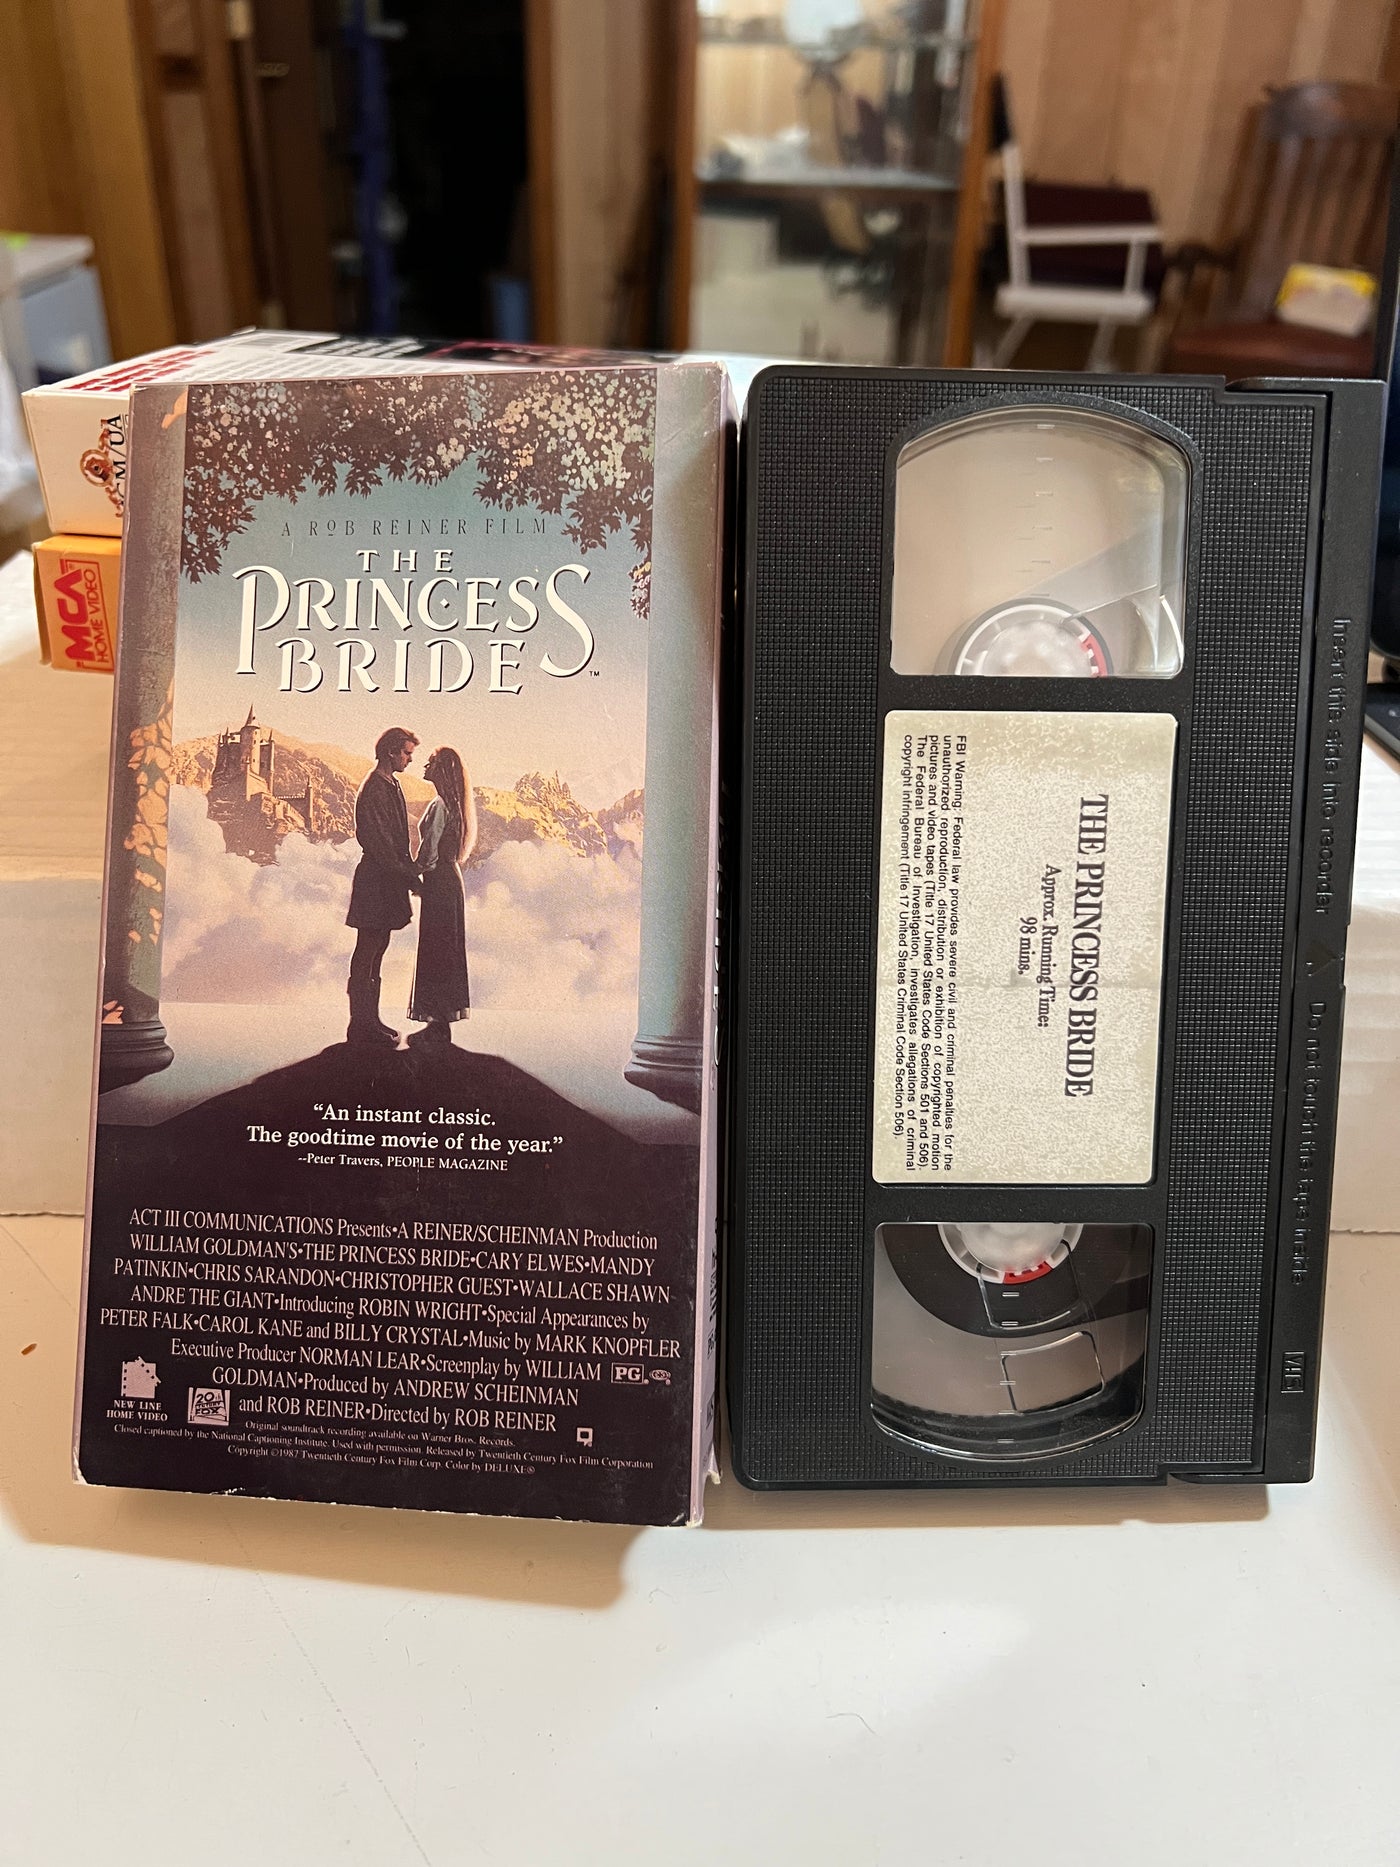 MGM/UA
MCA
HOME VIDEO
A ROB REINER FILM
THE
PRINCESS
BRIDE™
“An instant classic.
The goodtime movie of the year.”
--Peter Travers, PEOPLE MAGAZINE
ACT III COMMUNICATIONS Presents•A REINER/SCHEINMAN Production
WILLIAM GOLDMAN'S•THE PRINCESS BRIDE•CARY ELWES•MANDY
PATINKIN•CHRIS SARANDON•CHRISTOPHER GUEST•WALLACE SHAWN
ANDRE THE GIANT•Introducing ROBIN WRIGHT•Special Appearances by
PETER FALK•CAROL KANE and BILLY CRYSTAL•Music by MARK KNOPFLER
Executive Producer NORMAN LEAR•Screenplay by WILLIAM PG
GOLDMAN•Produced by ANDREW SCHEINMAN
and ROB REINER•Directed by ROB REINER
NEW LINE
HOME VIDEO
20th
CENTURY
FOX
Original soundtrack recording available on Warner Bros. Records.
Closed captioned by the National Captioning Institute. Used with permission. Released by Twentieth Century Fox Film Corporation
Copyright ©1987 Twentieth Century Fox Film Corp. Color by DELUXE®
THE PRINCESS BRIDE
Approx. Running Time:
98 mins.
FBI Warning: Federal law provides severe civil and criminal penalties for the
unauthorized reproduction, distribution or exhibition of copyrighted motion
pictures and video tapes (Title 17 United States Code Sections 501 and 506).
The Federal Bureau of Investigation, investigates allegations of criminal
copyright infringement (Title 17 United States Criminal Code Section 506).
Insert this side into recorder
Do not touch the tape inside
VHS